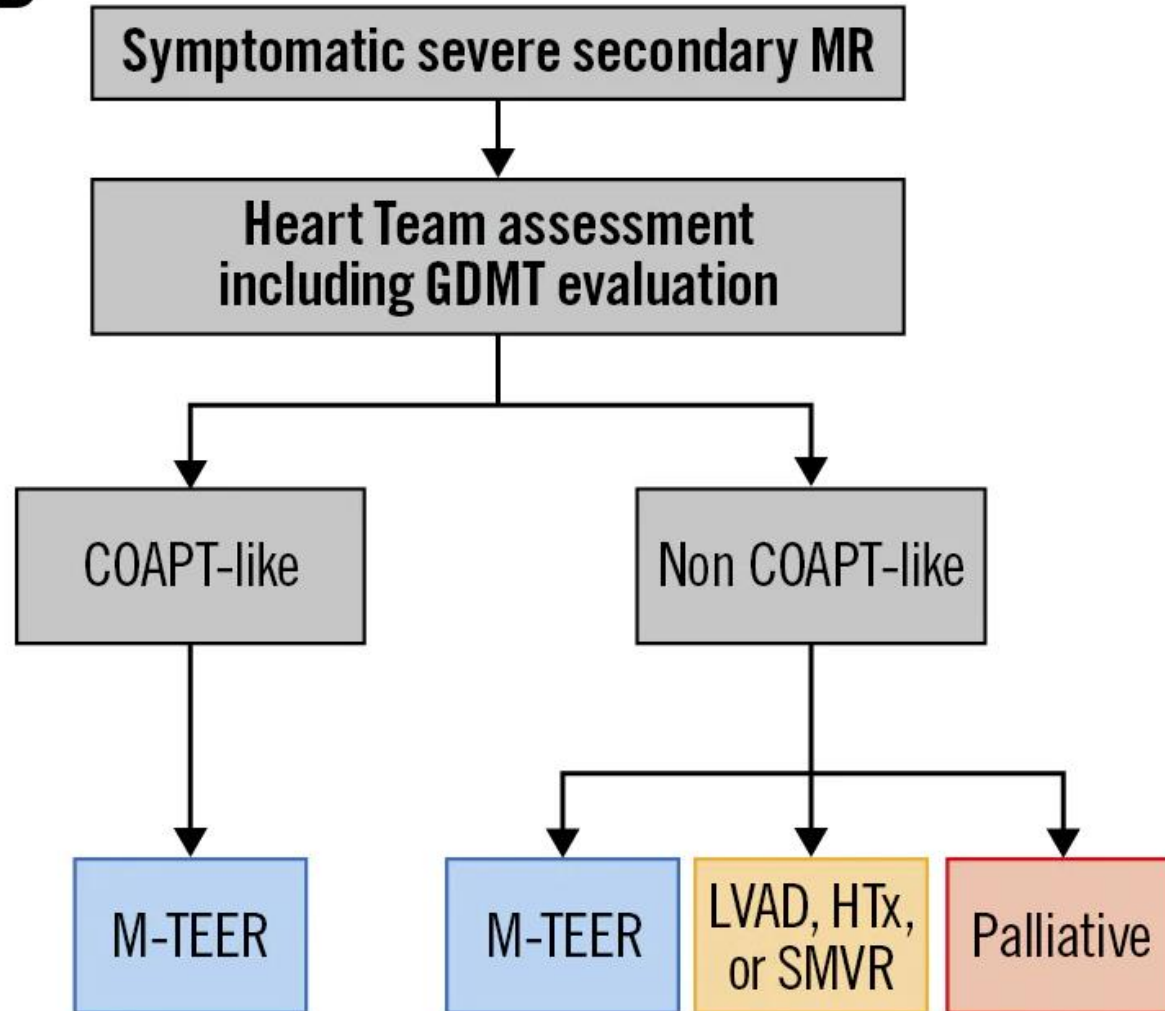 Symptomatic severe secondary MR
Heart Team assessment
including GDMT evaluation
COAPT-like
Non COAPT-like
M-TEER
M-TEER
LVAD, HTx,
or SMVR
Palliative